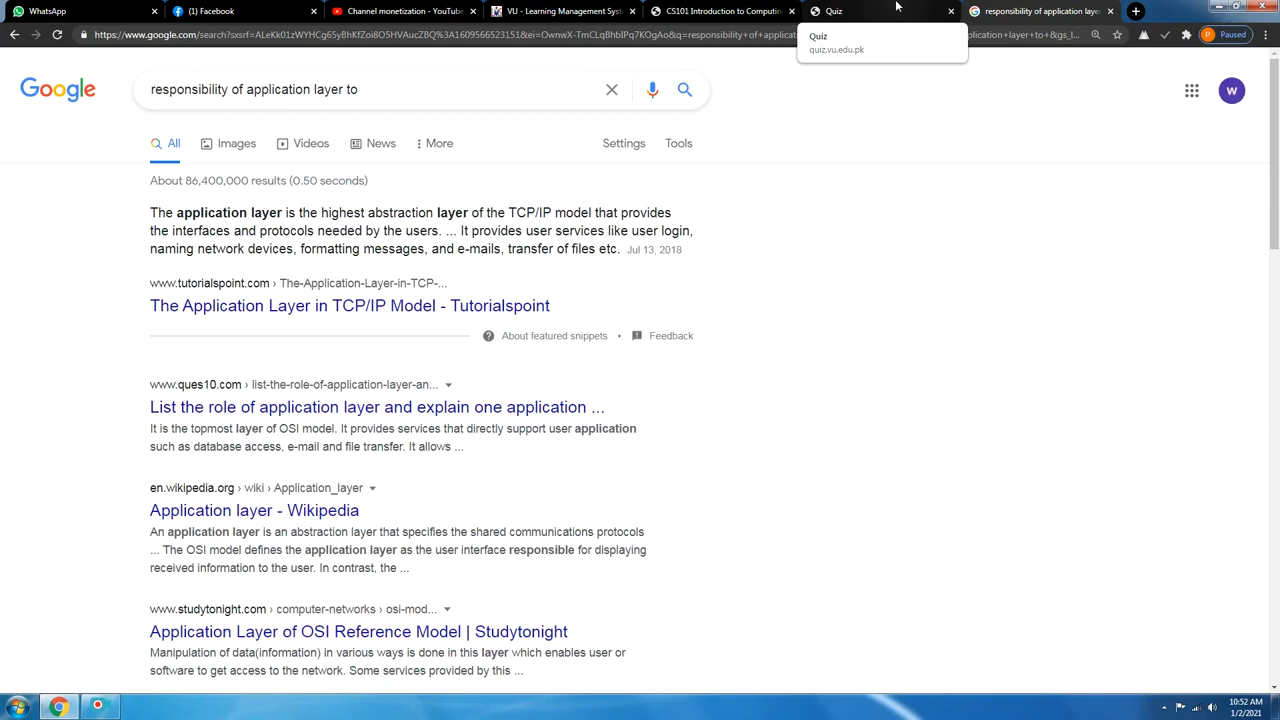 WhatsApp
(1) Facebook
Channel monetization - YouTube
VU - Learning Management Syste
CS101 Introduction to Computin
Quiz
responsibility of application layer
https://www.google.com/search?
Paused
Quiz
quiz.vu.edu.pk
Google
responsibility of application layer to
W
All
Images
Videos
News
More
Settings
Tools
About 86,400,000 results (0.50 seconds)
The application layer is the highest abstraction layer of the TCP/IP model that provides
the interfaces and protocols needed by the users. ... It provides user services like user login,
naming network devices, formatting messages, and e-mails, transfer of files etc. Jul 13, 2018
www.tutorialspoint.com › The-Application-Layer-in-TCP-...
The Application Layer in TCP/IP Model - Tutorialspoint
About featured snippets
Feedback
www.ques10.com › list-the-role-of-application-layer-an...
List the role of application layer and explain one application ...
It is the topmost layer of OSI model. It provides services that directly support user application
such as database access, e-mail and file transfer. It allows ...
en.wikipedia.org › wiki › Application_layer
Application layer - Wikipedia
An application layer is an abstraction layer that specifies the shared communications protocols
... The OSI model defines the application layer as the user interface responsible for displaying
received information to the user. In contrast, the ...
www.studytonight.com › computer-networks › osi-mod...
Application Layer of OSI Reference Model | Studytonight
Manipulation of data(information) in various ways is done in this layer which enables user or
software to get access to the network. Some services provided by this ...
10:52 AM
1/2/2021